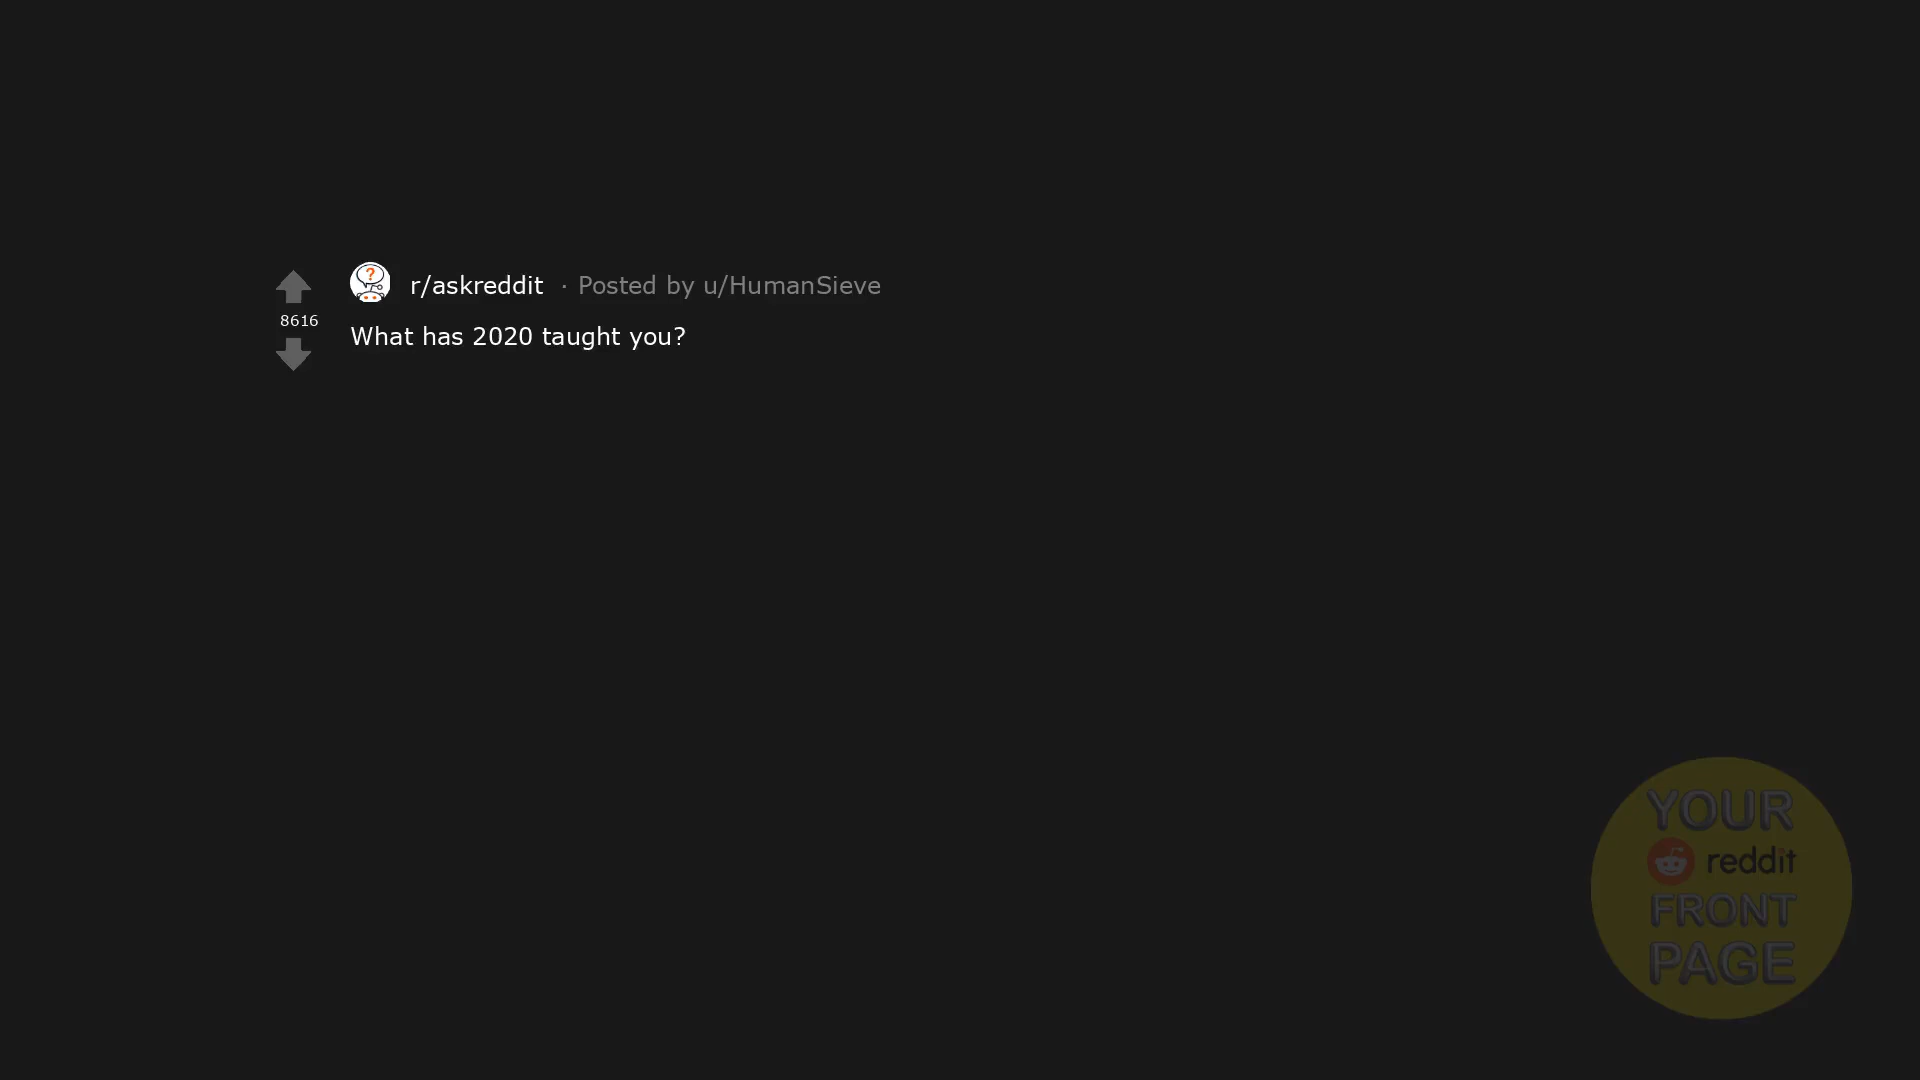 r/askreddit · Posted by u/HumanSieve
8616
What has 2020 taught you?
YOUR
reddit
FRONT
PAGE